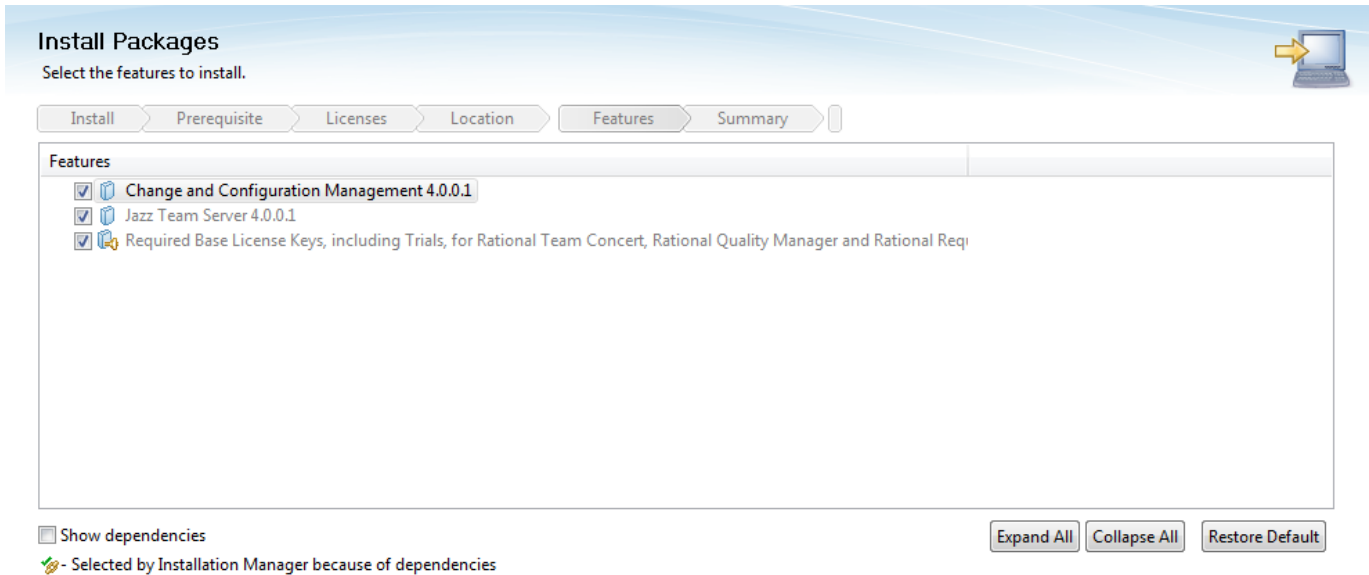 Install Packages
Select the features to install.
Install Prerequisite Licenses Location Features Summary
Features
Change and Configuration Management 4.0.0.1
Jazz Team Server 4.0.0.1
Required Base License Keys, including Trials, for Rational Team Concert, Rational Quality Manager and Rational
Show dependencies
Expand All Collapse All Restore Default
- Selected by Installation Manager because of dependencies